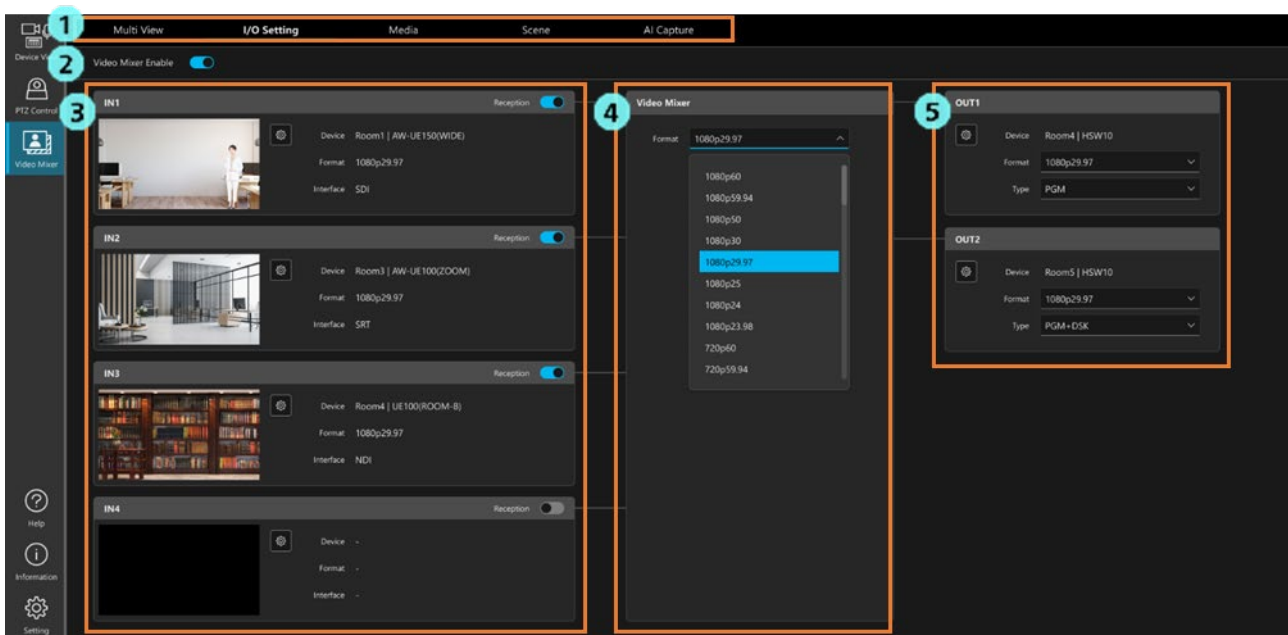 1
Multi View
I/O Setting
Media
Scene
AI Capture
2
Video Mixer Enable
PTZ Control
Video Mixer
Help
Information
Setting
3
IN1
Reception
Device Room1 | AW-UE150(WIDE)
Format 1080p29.97
Interface SDI
IN2
Reception
Device Room3 | AW-UE100(ZOOM)
Format 1080p29.97
Interface SRT
IN3
Reception
Device Room4 | UE100(ROOM-B)
Format 1080p29.97
Interface NDI
IN4
Reception
Device -
Format -
Interface -
4
Video Mixer
Format 1080p29.97
1080p60
1080p59.94
1080p50
1080p30
1080p29.97
1080p25
1080p24
1080p23.98
720p60
720p59.94
5
OUT1
Device Room4 | HSW10
Format 1080p29.97
Type PGM
OUT2
Device Room5 | HSW10
Format 1080p29.97
Type PGM+DSK